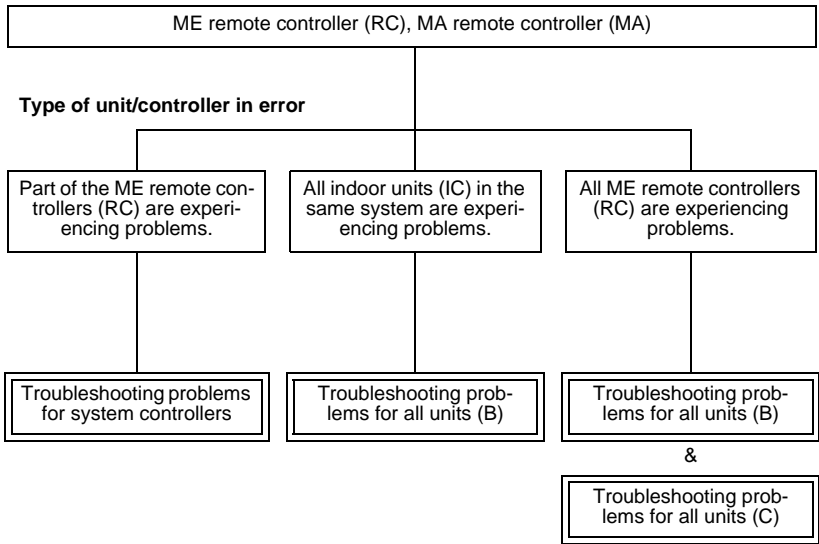 ME remote controller (RC), MA remote controller (MA)
Type of unit/controller in error
Part of the ME remote con-
trollers (RC) are experi-
encing problems.
All indoor units (IC) in the
same system are experi-
encing problems.
All ME remote controllers
(RC) are experiencing
problems.
Troubleshooting problems
for system controllers
Troubleshooting prob-
lems for all units (B)
Troubleshooting prob-
lems for all units (B)
&
Troubleshooting prob-
lems for all units (C)